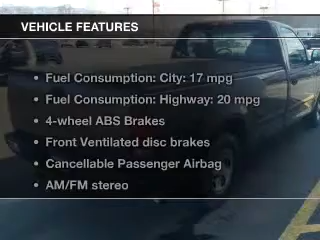 VEHICLE FEATURES
• Fuel Consumption: City: 17 mpg
• Fuel Consumption: Highway: 20 mpg
• 4-wheel ABS Brakes
• Front Ventilated disc brakes
• Cancellable Passenger Airbag
• AM/FM stereo